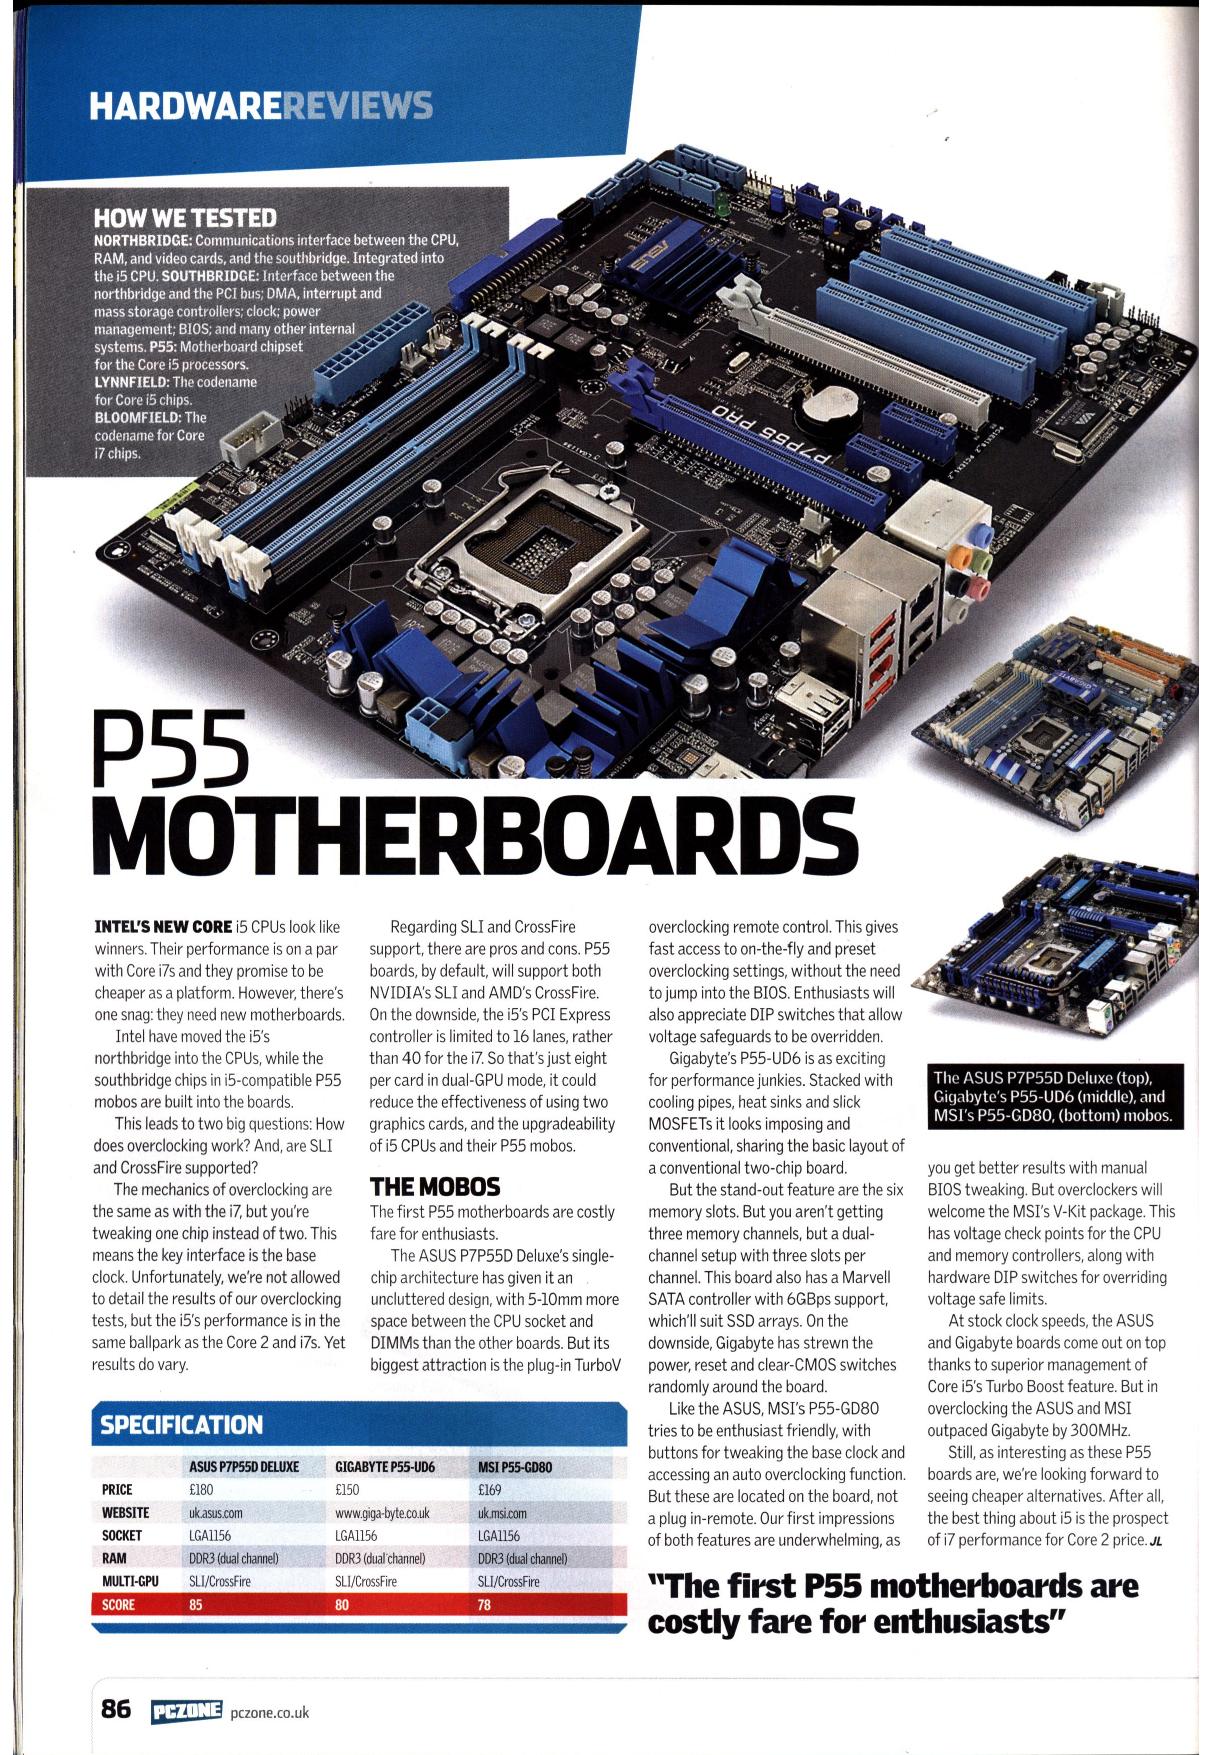 HARDWAREREVIEWS
HOW WE TESTED
NORTHBRIDGE: Communications interface between the CPU,
RAM, and video cards, and the southbridge. Integrated into
the i5 CPU. SOUTHBRIDGE: Interface between the
northbridge and the PCI bus; DMA, interrupt and
mass storage controllers; clock; power
management; BIOS; and many other internal
systems. P55: Motherboard chipset
for the Core i5 processors.
LYNNFIELD: The codename
for Core i5 chips.
BLOOMFIELD: The
codename for Core
i7 chips.
ASUS
P7P55 PRO
VIA
P55
MOTHERBOARDS
INTEL'S NEW CORE i5 CPUs look like
winners. Their performance is on a par
with Core i7s and they promise to be
cheaper as a platform. However, there's
one snag: they need new motherboards.
Intel have moved the i5's
northbridge into the CPUs, while the
southbridge chips in i5-compatible P55
mobos are built into the boards.
This leads to two big questions: How
does overclocking work? And, are SLI
and CrossFire supported?
The mechanics of overclocking are
the same as with the i7, but you're
tweaking one chip instead of two. This
means the key interface is the base
clock. Unfortunately, we're not allowed
to detail the results of our overclocking
tests, but the i5's performance is in the
same ballpark as the Core 2 and i7s. Yet
results do vary.
Regarding SLI and CrossFire
support, there are pros and cons. P55
boards, by default, will support both
NVIDIA's SLI and AMD's CrossFire.
On the downside, the i5's PCI Express
controller is limited to 16 lanes, rather
than 40 for the i7. So that's just eight
per card in dual-GPU mode, it could
reduce the effectiveness of using two
graphics cards, and the upgradeability
of i5 CPUs and their P55 mobos.
THE MOBOS
The first P55 motherboards are costly
fare for enthusiasts.
The ASUS P7P55D Deluxe's single-
chip architecture has given it an
uncluttered design, with 5-10mm more
space between the CPU socket and
DIMMs than the other boards. But its
biggest attraction is the plug-in TurboV
overclocking remote control. This gives
fast access to on-the-fly and preset
overclocking settings, without the need
to jump into the BIOS. Enthusiasts will
also appreciate DIP switches that allow
voltage safeguards to be overridden.
Gigabyte's P55-UD6 is as exciting
for performance junkies. Stacked with
cooling pipes, heat sinks and slick
MOSFETs it looks imposing and
conventional, sharing the basic layout of
a conventional two-chip board.
But the stand-out feature are the six
memory slots. But you aren't getting
three memory channels, but a dual-
channel setup with three slots per
channel. This board also has a Marvell
SATA controller with 6GBps support,
which'll suit SSD arrays. On the
downside, Gigabyte has strewn the
power, reset and clear-CMOS switches
randomly around the board.
Like the ASUS, MSI's P55-GD80
tries to be enthusiast friendly, with
buttons for tweaking the base clock and
accessing an auto overclocking function.
But these are located on the board, not
a plug in-remote. Our first impressions
of both features are underwhelming, as
The ASUS P7P55D Deluxe (top),
Gigabyte's P55-UD6 (middle), and
MSI's P55-GD80, (bottom) mobos.
you get better results with manual
BIOS tweaking. But overclockers will
welcome the MSI's V-Kit package. This
has voltage check points for the CPU
and memory controllers, along with
hardware DIP switches for overriding
voltage safe limits.
At stock clock speeds, the ASUS
and Gigabyte boards come out on top
thanks to superior management of
Core i5's Turbo Boost feature. But in
overclocking the ASUS and MSI
outpaced Gigabyte by 300MHz.
Still, as interesting as these P55
boards are, we're looking forward to
seeing cheaper alternatives. After all,
the best thing about i5 is the prospect
of i7 performance for Core 2 price. JL
"The first P55 motherboards are
costly fare for enthusiasts"
SPECIFICATION
ASUS P7P55D DELUXE GIGABYTE P55-UD6 MSI P55-GD80
PRICE £180 £150 £169
WEBSITE uk.asus.com www.giga-byte.co.uk uk.msi.com
SOCKET LGA1156 LGA1156 LGA1156
RAM DDR3 (dual channel) DDR3 (dual channel) DDR3 (dual channel)
MULTI-GPU SLI/CrossFire SLI/CrossFire SLI/CrossFire
SCORE 85 80 78
86 PCZONE pczone.co.uk